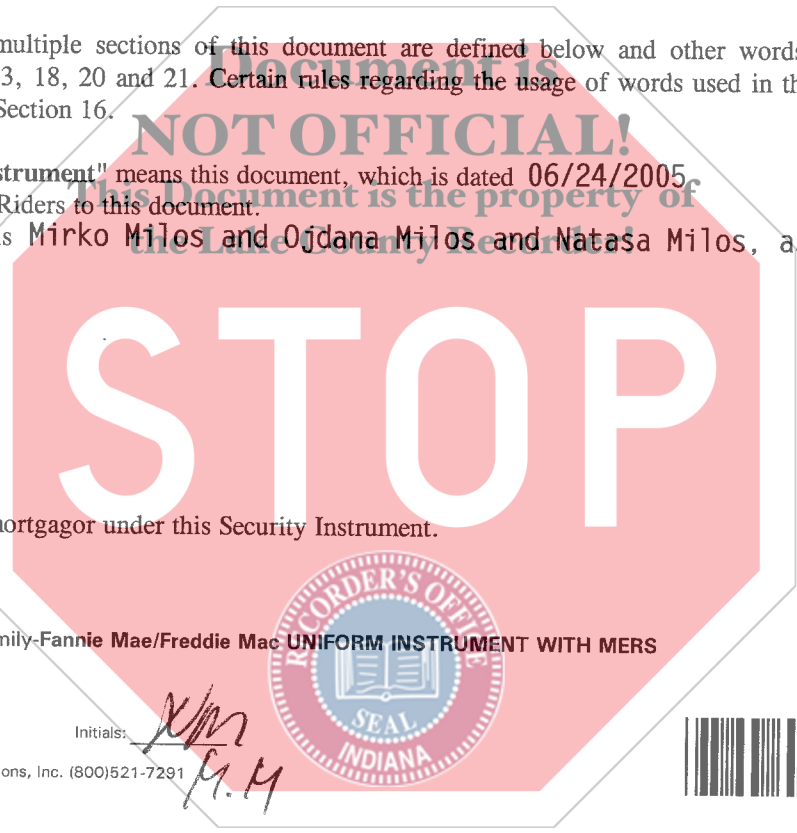 multiple sections of this document are defined below and other words
Document is
3, 18, 20 and 21. Certain rules regarding the usage of words used in th
Section 16.
NOT OFFICIAL!
strument" means this document, which is dated 06/24/2005
This Document is the property of
Riders to this document.
s Mirko Milos and Ojdana Milos and Natasa Milos, a
the Lake County Recorder!
STOP
mortgagor under this Security Instrument.
RECORDER'S OFFICE
mily-Fannie Mae/Freddie Mac UNIFORM INSTRUMENT WITH MERS
SEAL
INDIANA
Initials: NM
ons, Inc. (800)521-7291 M.M